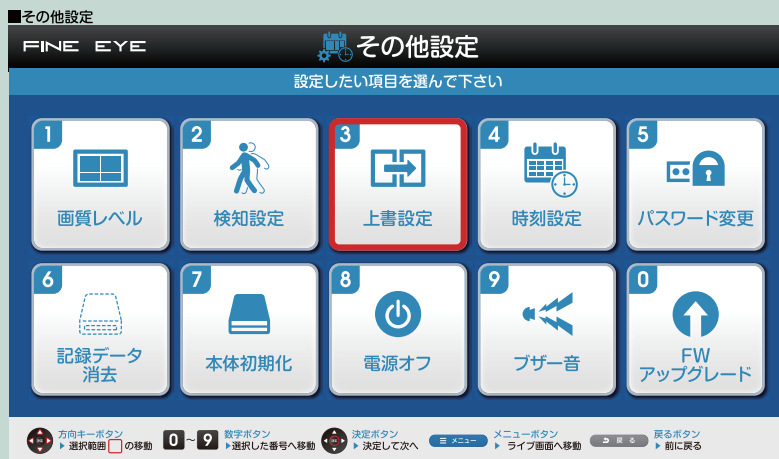 ■その他設定
FINE EYE
その他設定
設定したい項目を選んで下さい
1
画質レベル
2
検知設定
3
上書設定
4
時刻設定
5
パスワード変更
6
記録データ
消去
7
本体初期化
8
電源オフ
9
ブザー音
0
FW
アップグレード
方向キーボタン
▶ 選択範囲 の移動
0 ~ 9
数字ボタン
▶選択した番号へ移動
決定ボタン
▶ 決定して次へ
メニュー
メニューボタン
▶ ライブ画面へ移動
戻る
戻るボタン
▶ 前に戻る